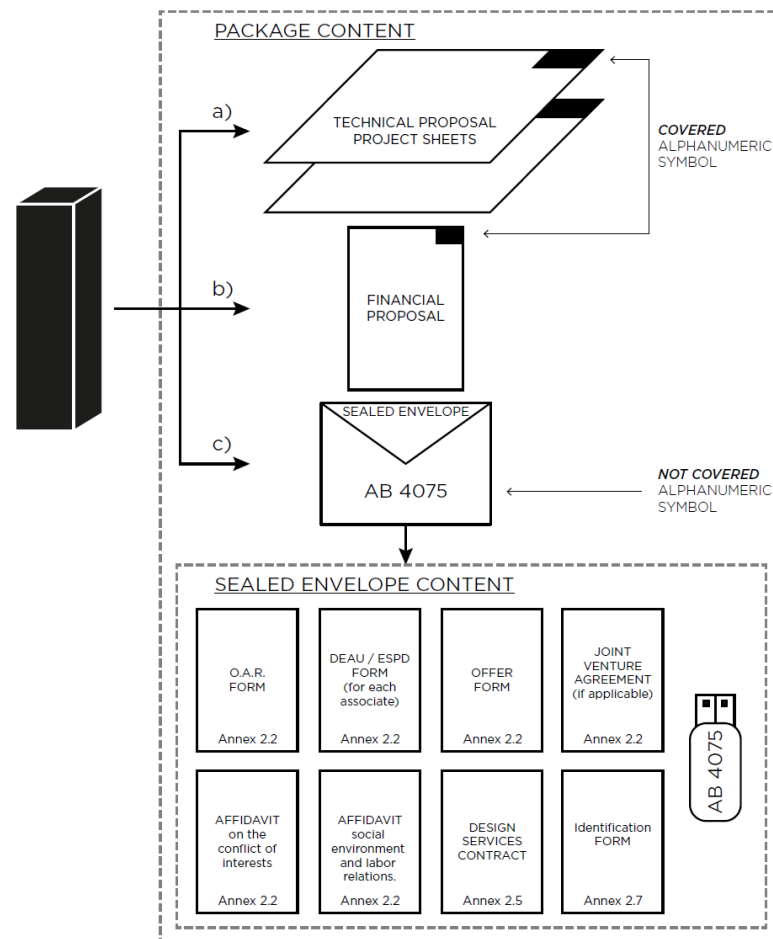 PACKAGE CONTENT
a)
TECHNICAL PROPOSAL
PROJECT SHEETS
COVERED
ALPHANUMERIC
SYMBOL
b)
FINANCIAL
PROPOSAL
c)
SEALED ENVELOPE
AB 4075
NOT COVERED
ALPHANUMERIC
SYMBOL
SEALED ENVELOPE CONTENT
O.A.R.
FORM
Annex 2.2
DEAU / ESPD
FORM
(for each
associate)
Annex 2.2
OFFER
FORM
Annex 2.2
JOINT
VENTURE
AGREEMENT
(if applicable)
Annex 2.2
AB 4075
AFFIDAVIT
on the
conflict of
interests
Annex 2.2
AFFIDAVIT
social
environment
and labor
relations.
Annex 2.2
DESIGN
SERVICES
CONTRACT
Annex 2.5
Identification
FORM
Annex 2.7